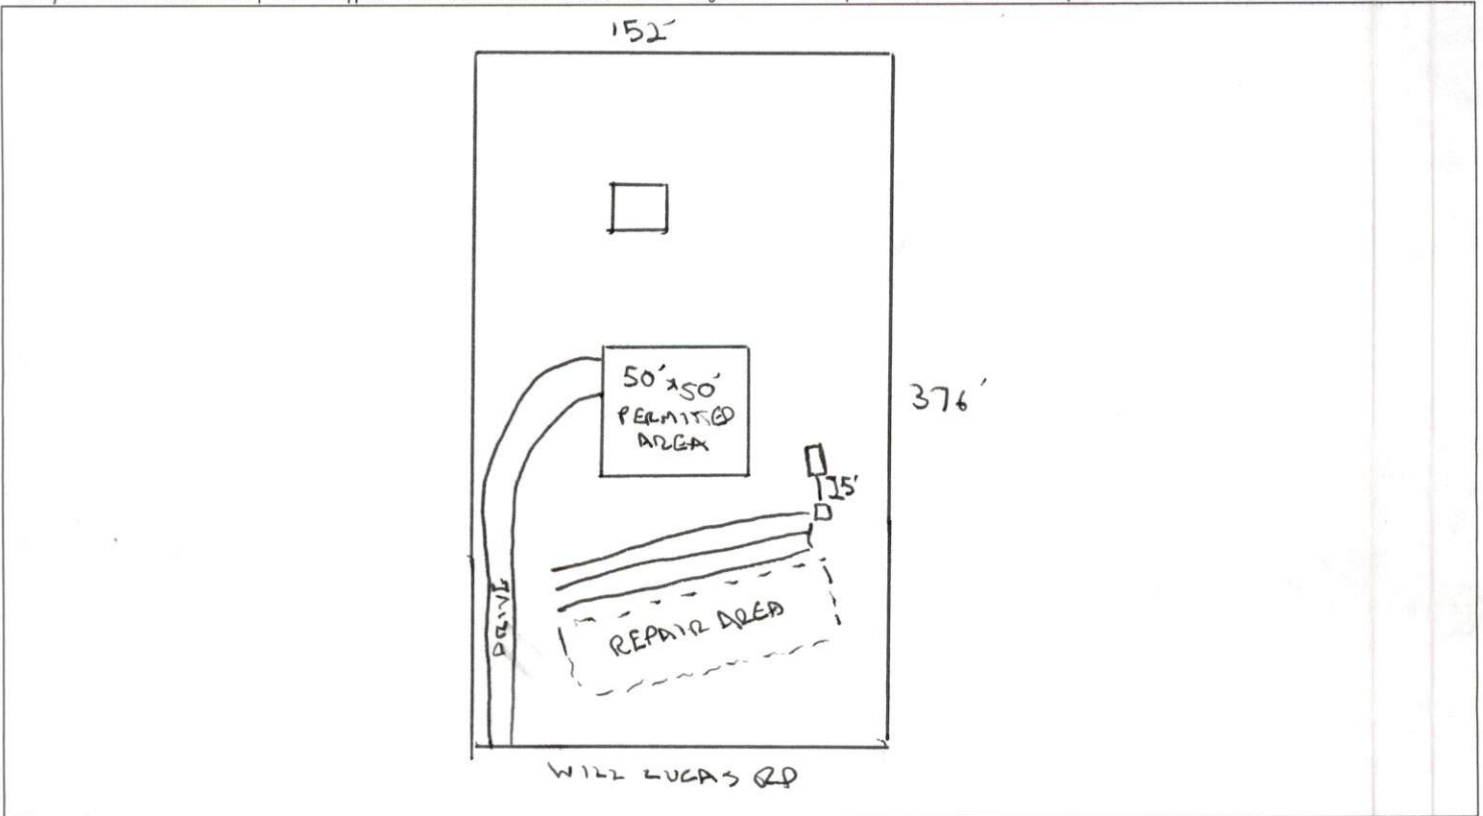 152'
50'x50'
PERMITTED
AREA
376'
15'
DRIVE
REPAIR AREA
WILL LUCAS RD